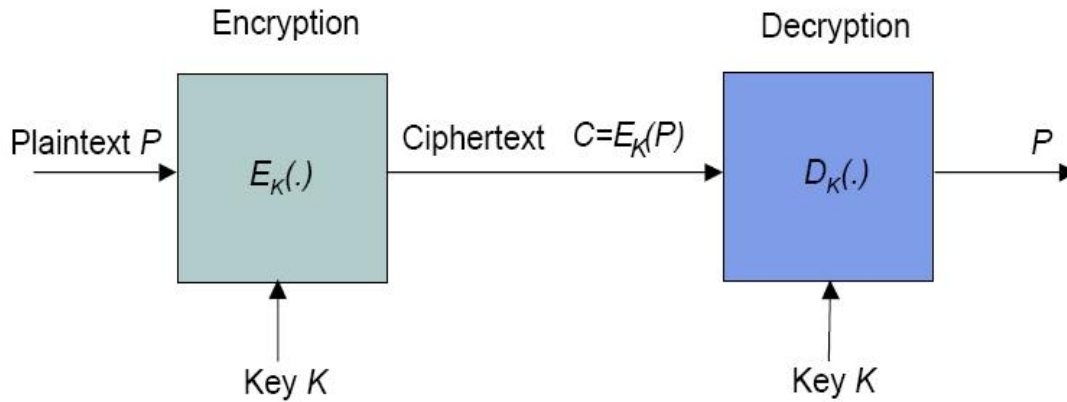 Encryption
Decryption
Plaintext P
Ciphertext C=E_K(P)
P
E_K(.)
D_K(.)
Key K
Key K